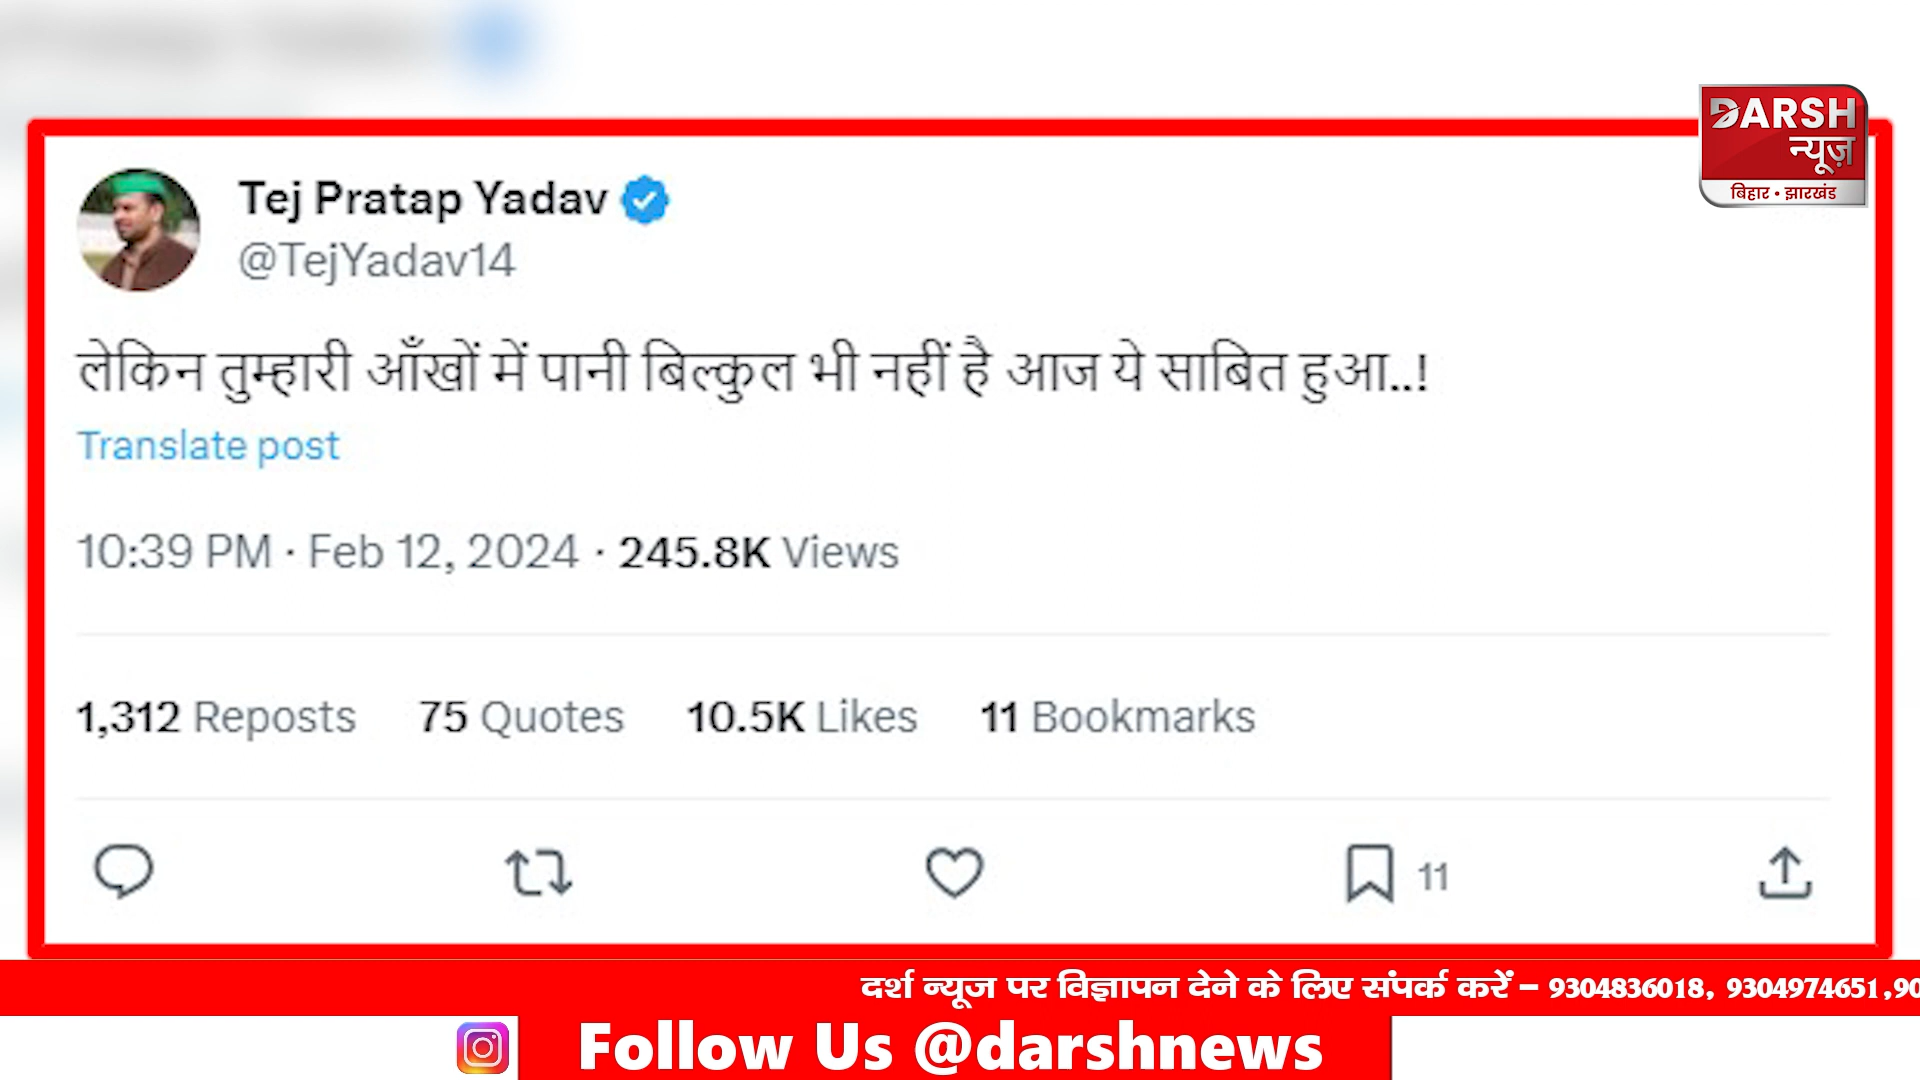 DARSH
न्यूज़
बिहार • झारखंड
Tej Pratap Yadav
@TejYadav14
लेकिन तुम्हारी आँखों में पानी बिल्कुल भी नहीं है आज ये साबित हुआ..!
Translate post
10:39 PM · Feb 12, 2024 · 245.8K Views
1,312 Reposts 75 Quotes 10.5K Likes 11 Bookmarks
11
दर्श न्यूज पर विज्ञापन देने के लिए संपर्क करें – 9304836018, 9304974651,90
Follow Us @darshnews